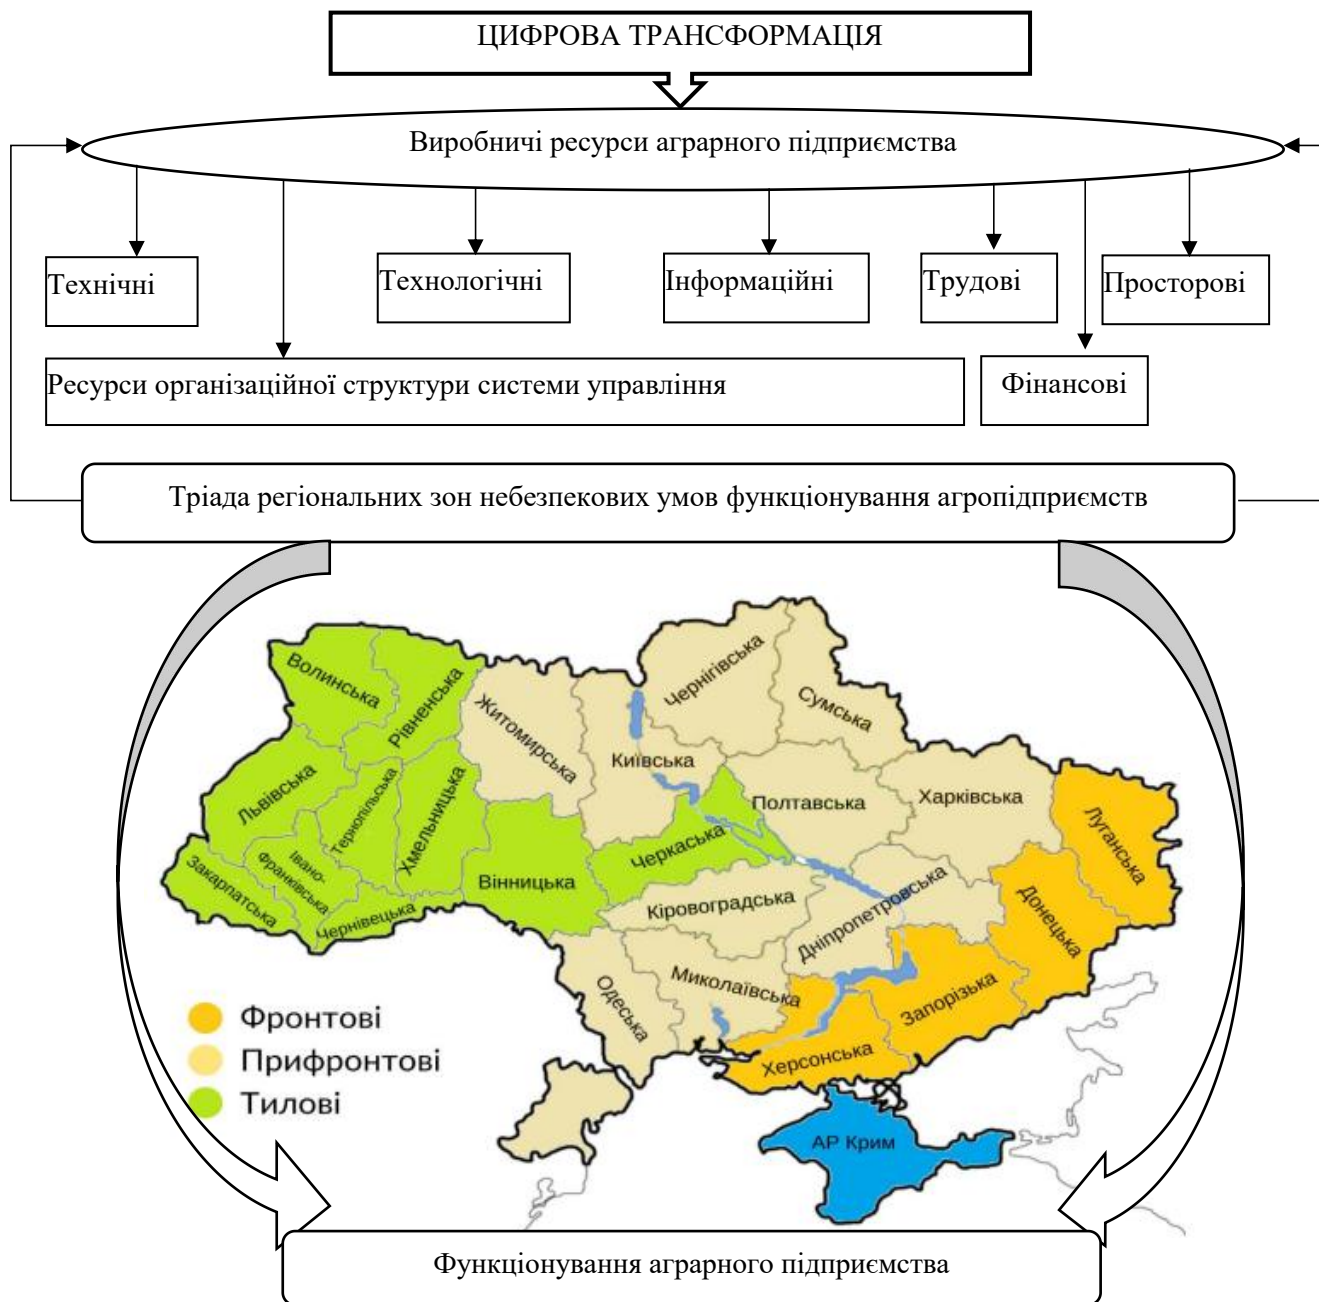 ЦИФРОВА ТРАНСФОРМАЦІЯ
Виробничі ресурси аграрного підприємства
Технічні
Технологічні
Інформаційні
Трудові
Просторові
Ресурси організаційної структури системи управління
Фінансові
Тріада регіональних зон небезпекових умов функціонування агропідприємств
Волинська
Рівненська
Житомирська
Київська
Чернігівська
Сумська
Львівська
Тернопільська
Хмельницька
Вінницька
Черкаська
Полтавська
Харківська
Луганська
Закарпатська
Івано-
Франківська
Чернівецька
Кіровоградська
Дніпропетровська
Донецька
Одеська
Миколаївська
Запорізька
Херсонська
АР Крим
Фронтові
Прифронтові
Тилові
Функціонування аграрного підприємства